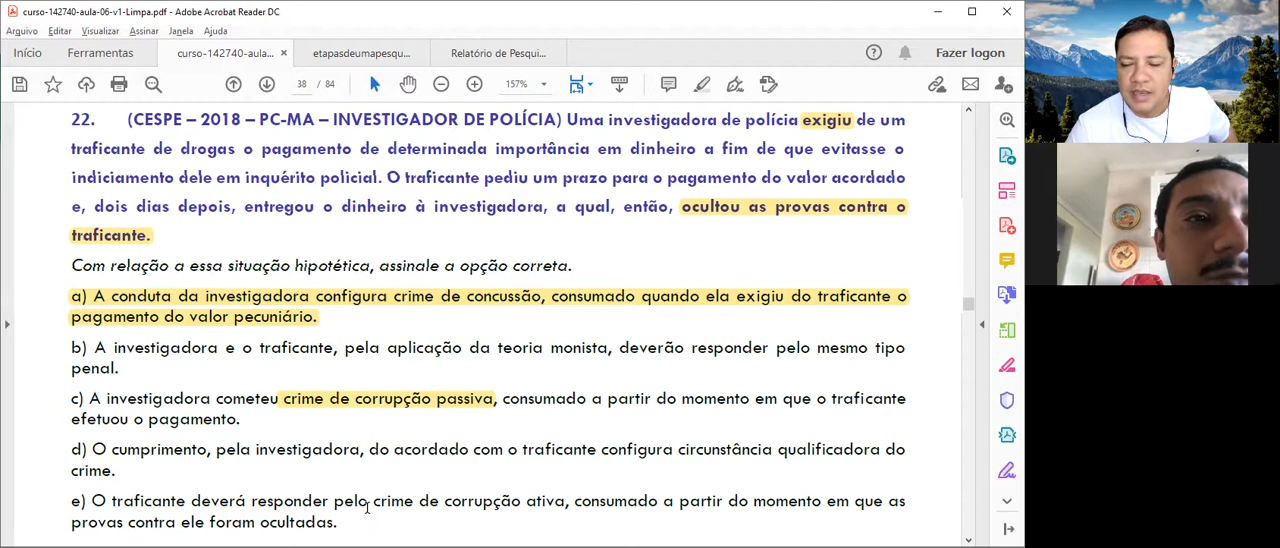 curso-142740-aula-06-v1-Limpa.pdf - Adobe Acrobat Reader DC
Arquivo Editar Visualizar Assinar Janela Ajuda
Início Ferramentas curso-142740-aula... × etapasdeumapesqu... Relatório de Pesqui... Fazer logon
38 / 84 157%
22. (CESPE – 2018 – PC-MA – INVESTIGADOR DE POLÍCIA) Uma investigadora de polícia exigiu de um
traficante de drogas o pagamento de determinada importância em dinheiro a fim de que evitasse o
indiciamento dele em inquérito policial. O traficante pediu um prazo para o pagamento do valor acordado
e, dois dias depois, entregou o dinheiro à investigadora, a qual, então, ocultou as provas contra o
traficante.
Com relação a essa situação hipotética, assinale a opção correta.
a) A conduta da investigadora configura crime de concussão, consumado quando ela exigiu do traficante o
pagamento do valor pecuniário.
b) A investigadora e o traficante, pela aplicação da teoria monista, deverão responder pelo mesmo tipo
penal.
c) A investigadora cometeu crime de corrupção passiva, consumado a partir do momento em que o traficante
efetuou o pagamento.
d) O cumprimento, pela investigadora, do acordado com o traficante configura circunstância qualificadora do
crime.
e) O traficante deverá responder pelo crime de corrupção ativa, consumado a partir do momento em que as
provas contra ele foram ocultadas.